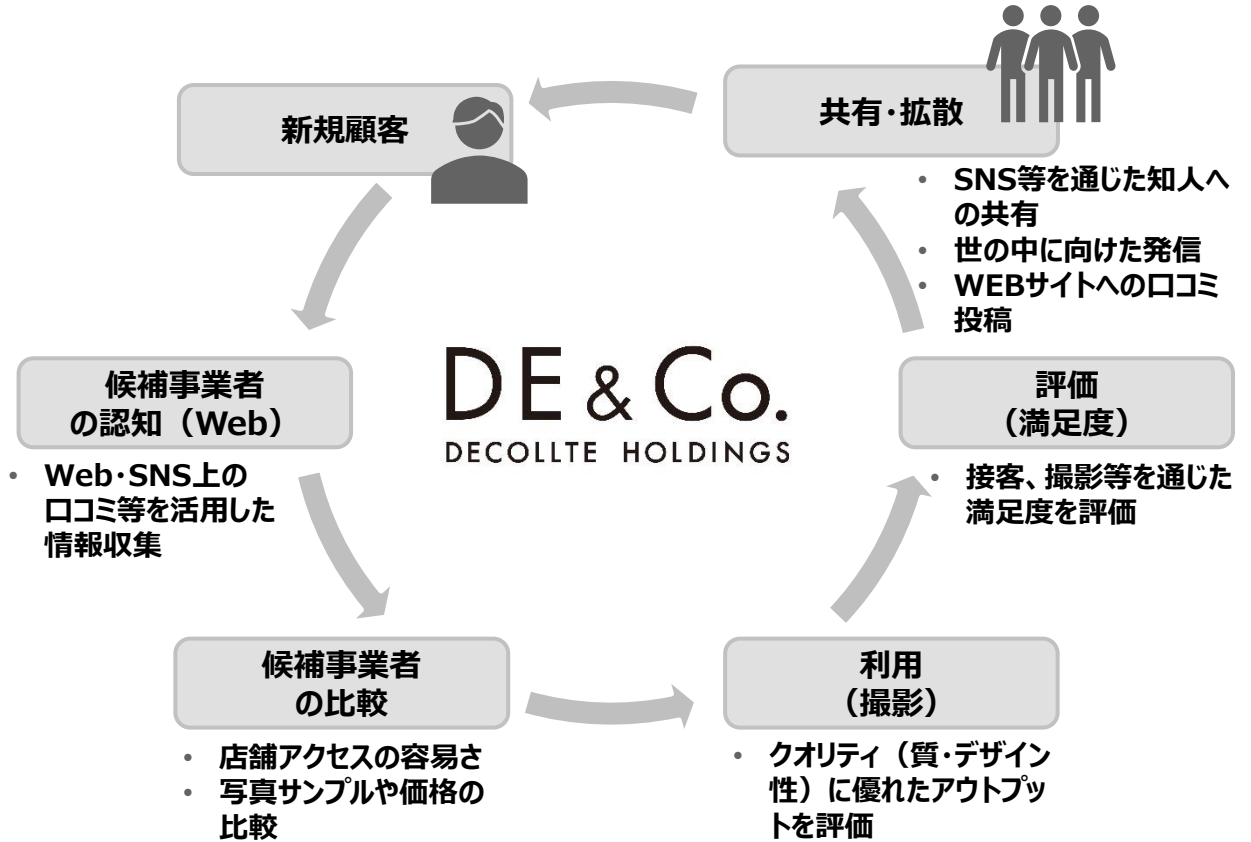 新規顧客
共有・拡散
• SNS等を通じた知人へ
の共有
• 世の中に向けた発信
• WEBサイトへの口コミ
投稿
候補事業者
の認知（Web）
• Web・SNS上の
口コミ等を活用した
情報収集
DE & Co.
DECOLLTE HOLDINGS
評価
（満足度）
• 接客、撮影等を通じた
満足度を評価
候補事業者
の比較
• 店舗アクセスの容易さ
• 写真サンプルや価格の
比較
利用
（撮影）
• クオリティ（質・デザイン
性）に優れたアウトプッ
トを評価